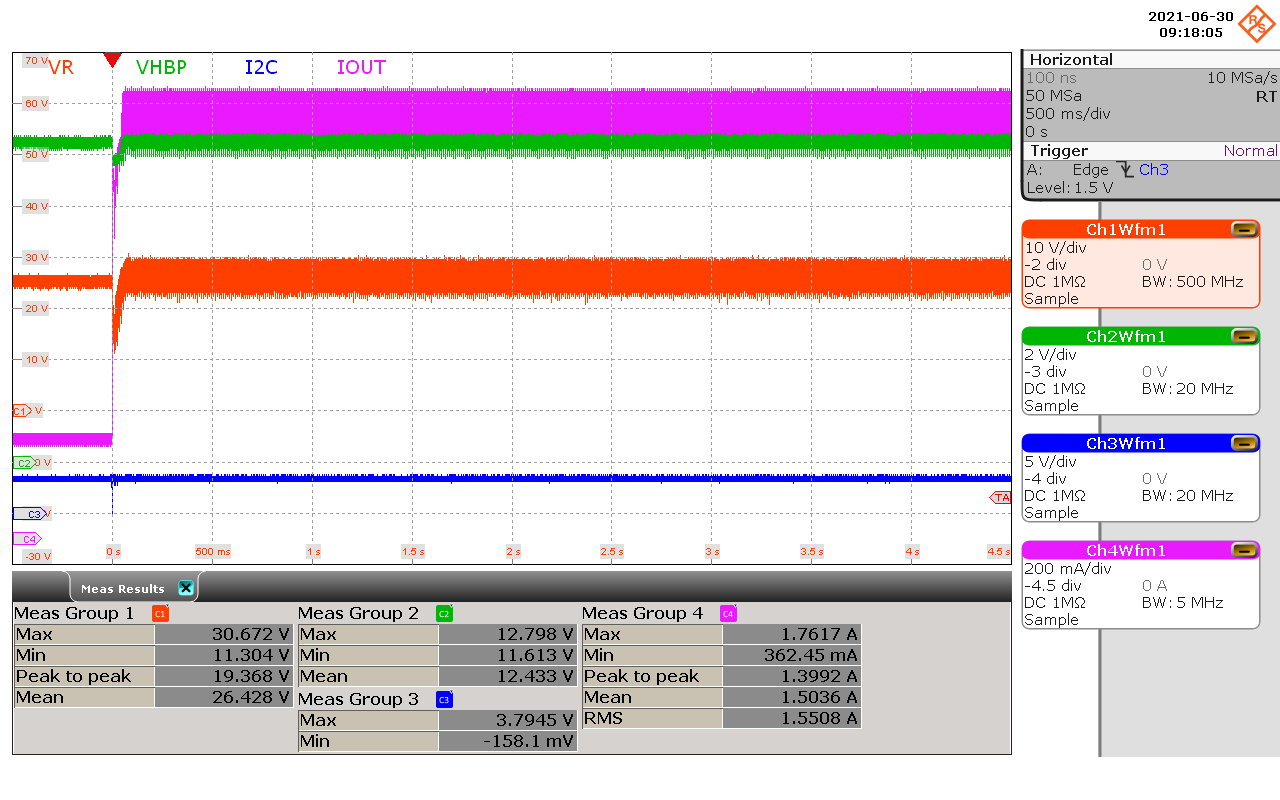 2021-06-30
09:18:05
R S
VR VHBP I2C IOUT
70 V
60 V
50 V
40 V
30 V
20 V
10 V
C1 V
C2 0 V
C3 V
C4
-30 V
0 s 500 ms 1 s 1.5 s 2 s 2.5 s 3 s 3.5 s 4 s 4.5 s
TA
Horizontal
100 ns 10 MSa/s
50 MSa RT
500 ms/div
0 s
Trigger Normal
A: Edge Ch3
Level: 1.5 V
Ch1Wfm1
10 V/div
-2 div 0 V
DC 1MΩ BW: 500 MHz
Sample
Ch2Wfm1
2 V/div
-3 div 0 V
DC 1MΩ BW: 20 MHz
Sample
Ch3Wfm1
5 V/div
-4 div 0 V
DC 1MΩ BW: 20 MHz
Sample
Ch4Wfm1
200 mA/div
-4.5 div 0 A
DC 1MΩ BW: 5 MHz
Sample
Meas Results
Meas Group 1 C1
Max 30.672 V
Min 11.304 V
Peak to peak 19.368 V
Mean 26.428 V
Meas Group 2 C2
Max 12.798 V
Min 11.613 V
Mean 12.433 V
Meas Group 3 C3
Max 3.7945 V
Min -158.1 mV
Meas Group 4 C4
Max 1.7617 A
Min 362.45 mA
Peak to peak 1.3992 A
Mean 1.5036 A
RMS 1.5508 A